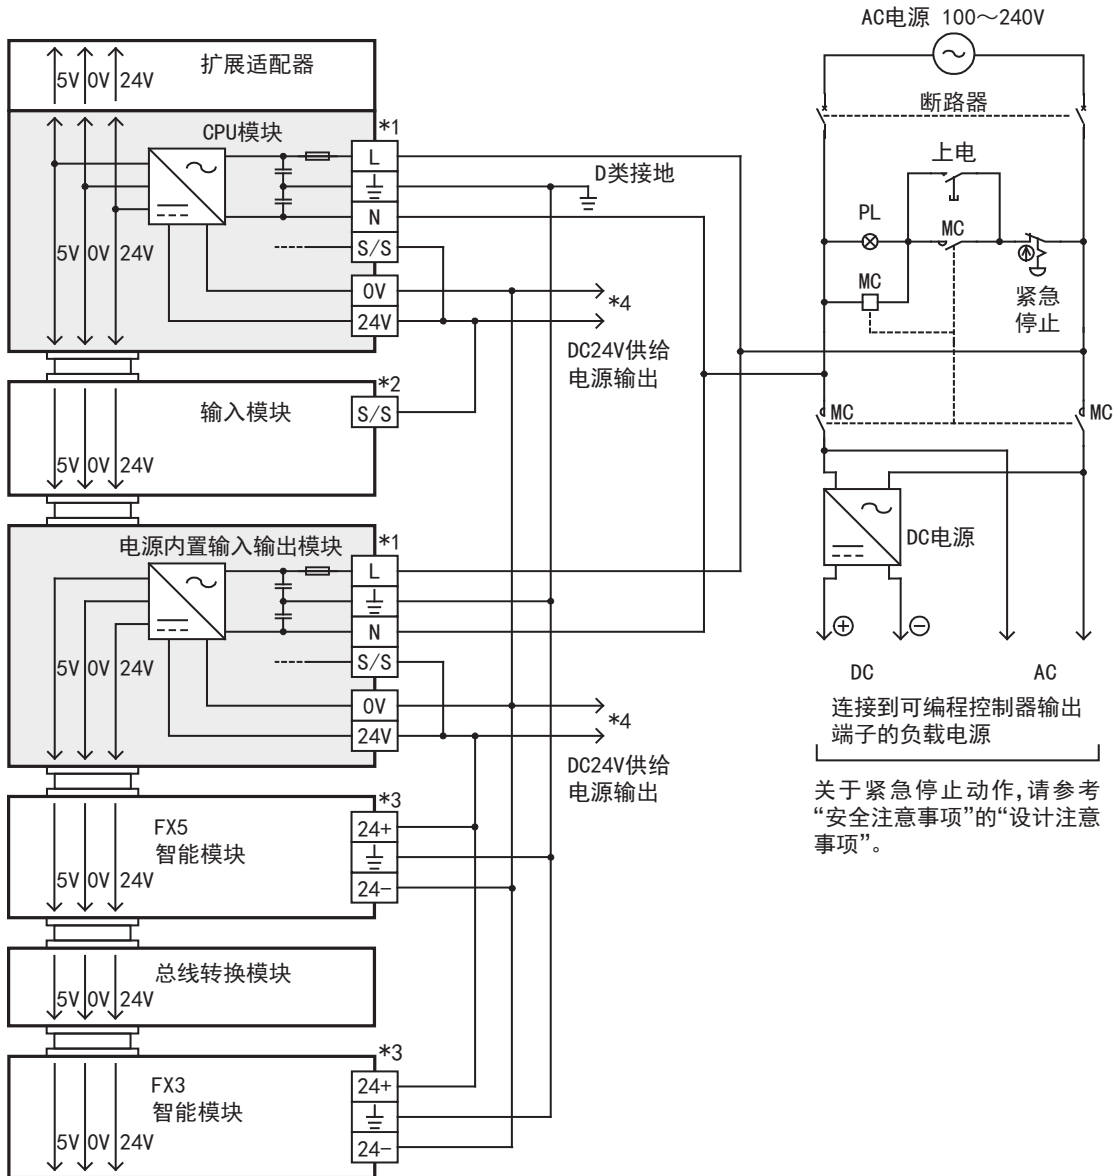 AC电源 100～240V
断路器
上电
PL
MC
MC
紧急
停止
MC
MC
DC电源
⊕ ⊖
DC
AC
连接到可编程控制器输出
端子的负载电源
关于紧急停止动作,请参考
“安全注意事项”的“设计注意
事项”。
扩展适配器
5V 0V 24V
CPU模块
*1
L
N
S/S
0V
24V
5V 0V 24V
D类接地
*4
DC24V供给
电源输出
输入模块
*2
S/S
5V 0V 24V
电源内置输入输出模块
*1
L
N
S/S
0V
24V
5V 0V 24V
*4
DC24V供给
电源输出
FX5
智能模块
*3
24+
24-
5V 0V 24V
总线转换模块
5V 0V 24V
FX3
智能模块
*3
24+
24-
5V 0V 24V